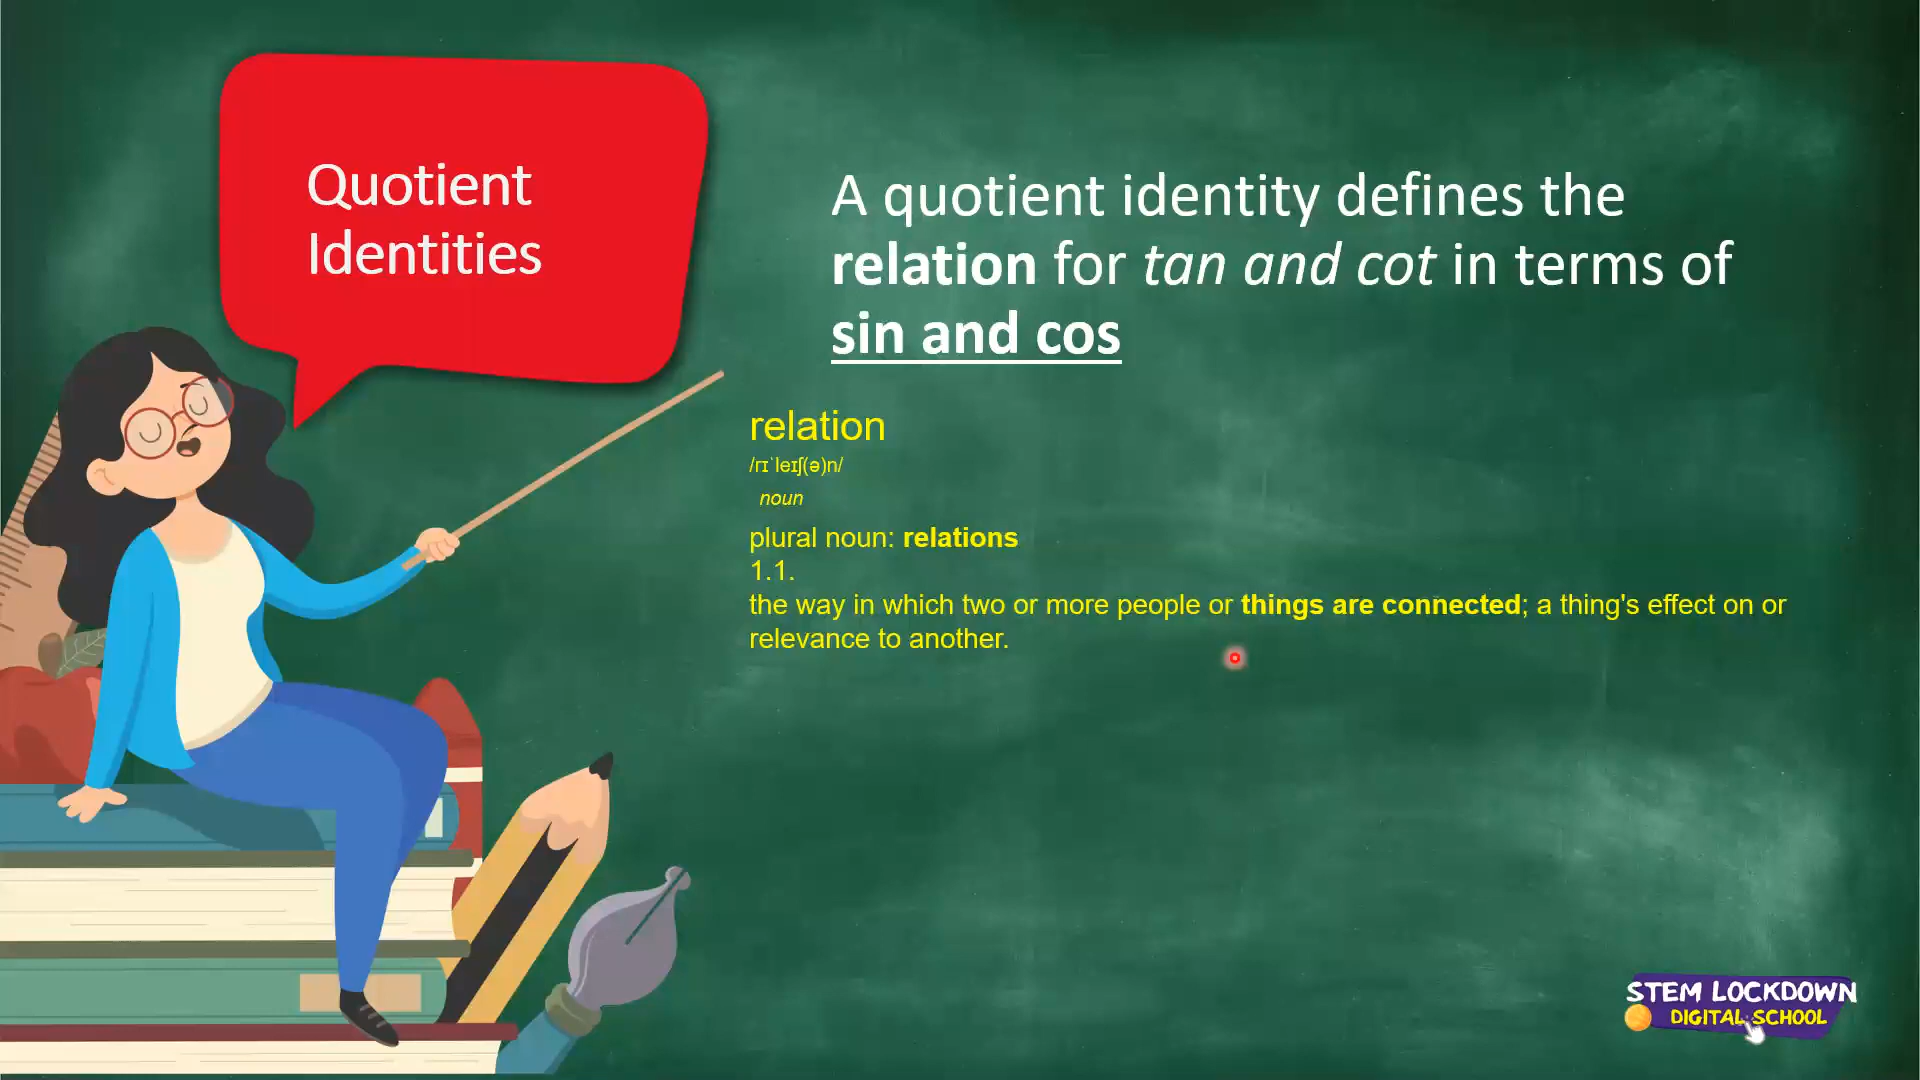 Quotient
Identities
A quotient identity defines the
relation for tan and cot in terms of
sin and cos
relation
/rɪˈleɪʃ(ə)n/
noun
plural noun: relations
1.1.
the way in which two or more people or things are connected; a thing's effect on or
relevance to another.
STEM LOCKDOWN
DIGITAL SCHOOL